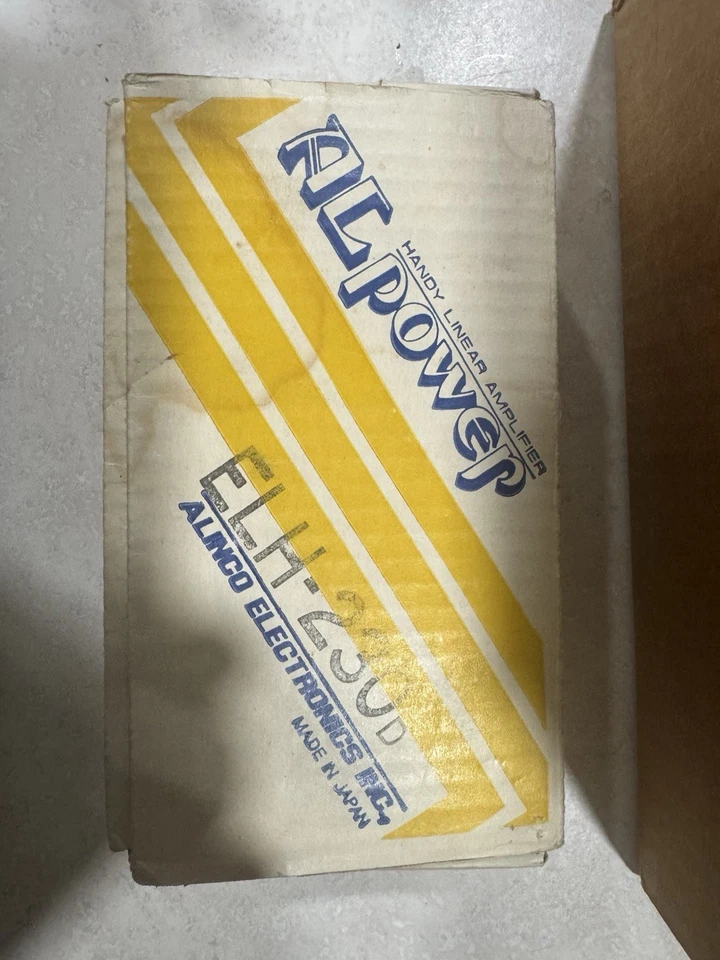 HANDY LINEAR AMPLIFIER
ALPOWER
ELH-230D
ALINCO ELECTRONICS INC.
MADE IN JAPAN